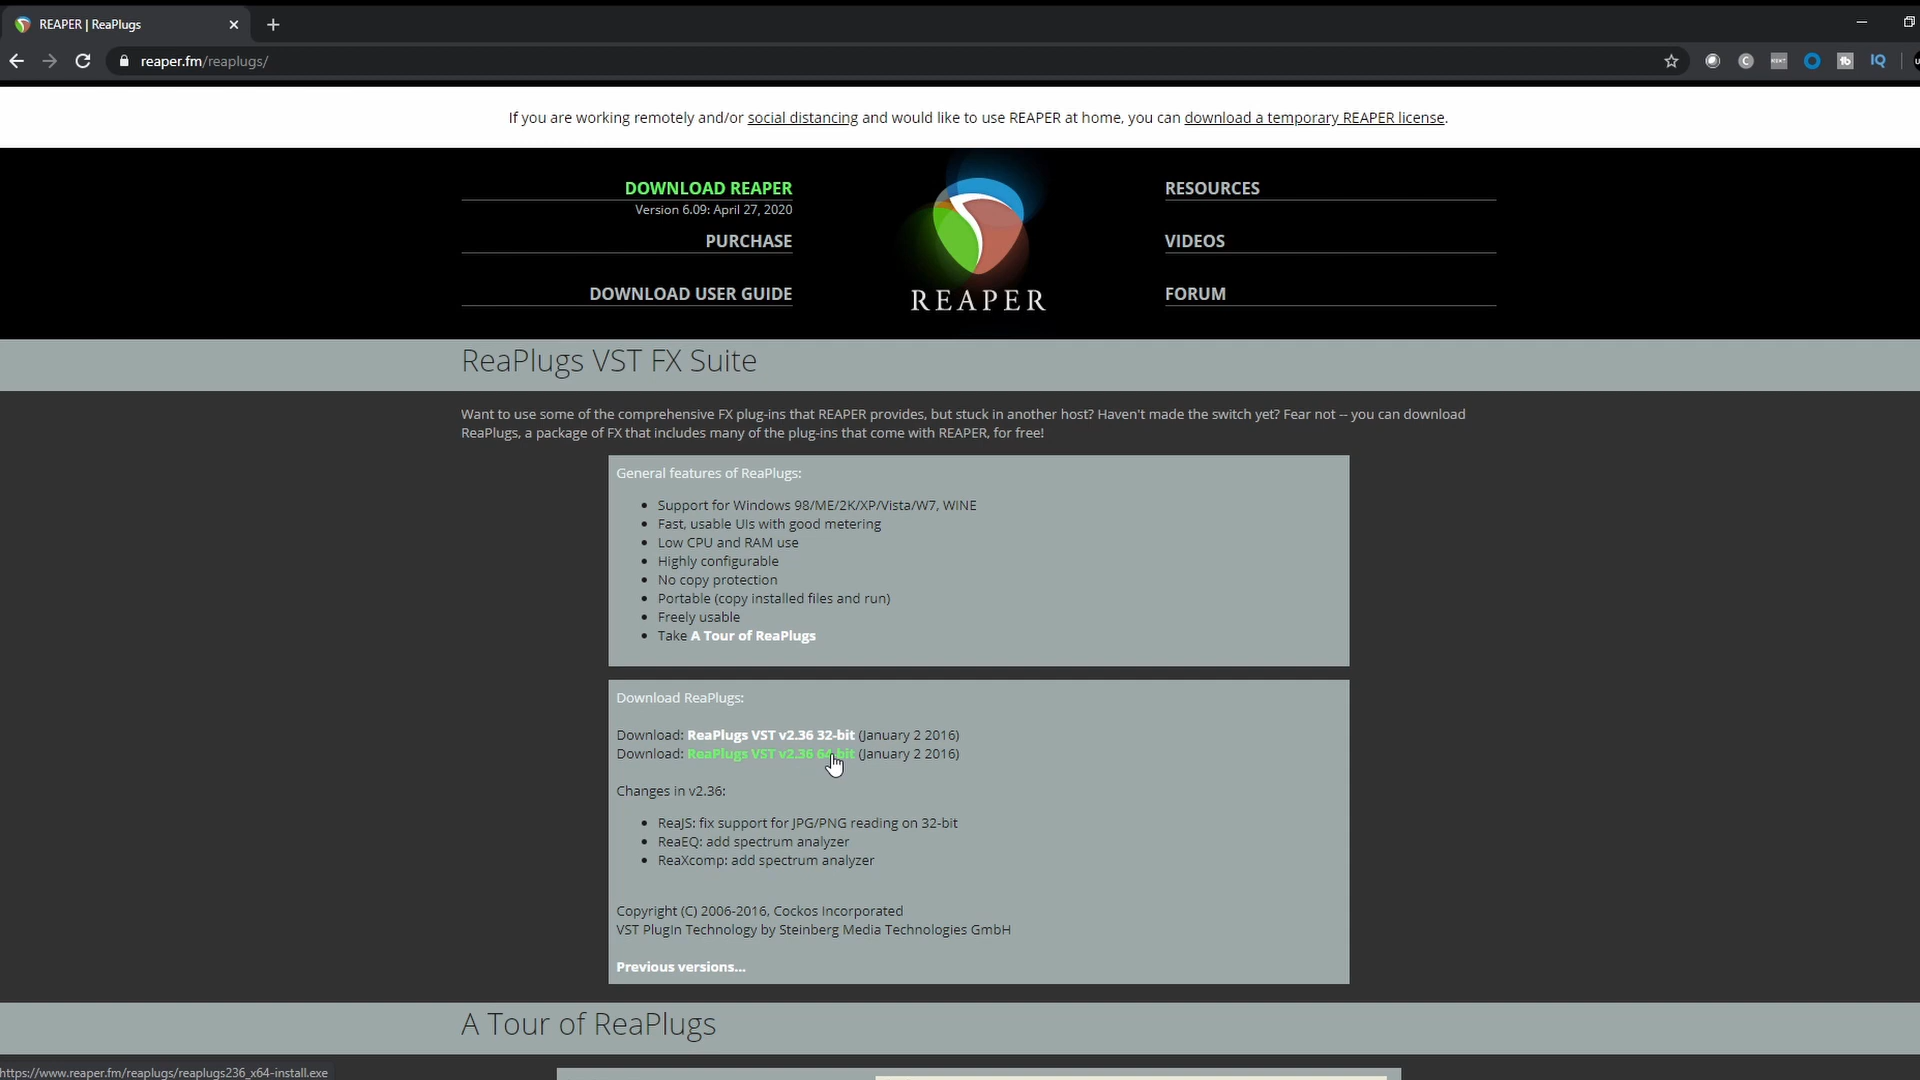 REAPER | ReaPlugs
reaper.fm/reaplugs/
If you are working remotely and/or social distancing and would like to use REAPER at home, you can download a temporary REAPER license.
DOWNLOAD REAPER
Version 6.09: April 27, 2020
PURCHASE
DOWNLOAD USER GUIDE
REAPER
RESOURCES
VIDEOS
FORUM
ReaPlugs VST FX Suite
Want to use some of the comprehensive FX plug-ins that REAPER provides, but stuck in another host? Haven't made the switch yet? Fear not -- you can download
ReaPlugs, a package of FX that includes many of the plug-ins that come with REAPER, for free!
General features of ReaPlugs:
• Support for Windows 98/ME/2K/XP/Vista/W7, WINE
• Fast, usable UIs with good metering
• Low CPU and RAM use
• Highly configurable
• No copy protection
• Portable (copy installed files and run)
• Freely usable
• Take A Tour of ReaPlugs
Download ReaPlugs:
Download: ReaPlugs VST v2.36 32-bit (January 2 2016)
Download: ReaPlugs VST v2.36 64-bit (January 2 2016)
Changes in v2.36:
• ReaJS: fix support for JPG/PNG reading on 32-bit
• ReaEQ: add spectrum analyzer
• ReaXcomp: add spectrum analyzer
Copyright (C) 2006-2016, Cockos Incorporated
VST PlugIn Technology by Steinberg Media Technologies GmbH
Previous versions...
A Tour of ReaPlugs
https://www.reaper.fm/reaplugs/reaplugs236_x64-install.exe